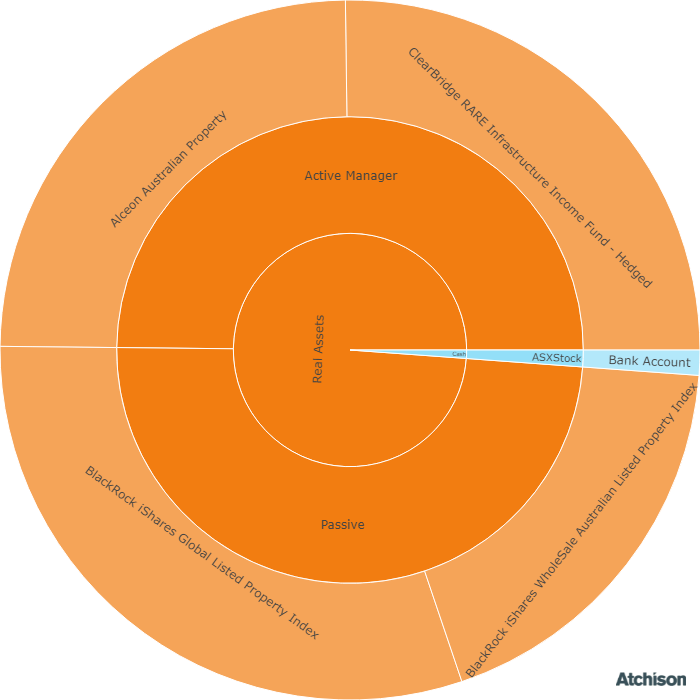 ClearBridge RARE Infrastructure Income Fund - Hedged
Alceon Australian Property
Active Manager
Real Assets
Cash
ASXStock
Bank Account
Passive
BlackRock iShares Global Listed Property Index
BlackRock iShares WholeSale Australian Listed Property Index
Atchison